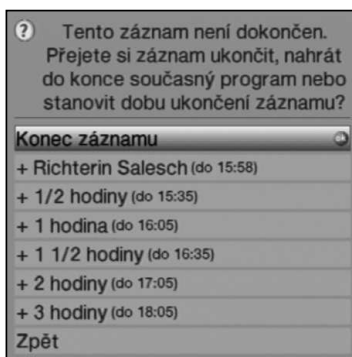 Tento záznam není dokončen.
Přejete si záznam ukončit, nahrát
do konce současný program nebo
stanovit dobu ukončení záznamu?
Konec záznamu
+ Richterin Salesch (do 15:58)
+ 1/2 hodiny (do 15:35)
+ 1 hodina (do 16:05)
+ 1 1/2 hodiny (do 16:35)
+ 2 hodiny (do 17:05)
+ 3 hodiny (do 18:05)
Zpět